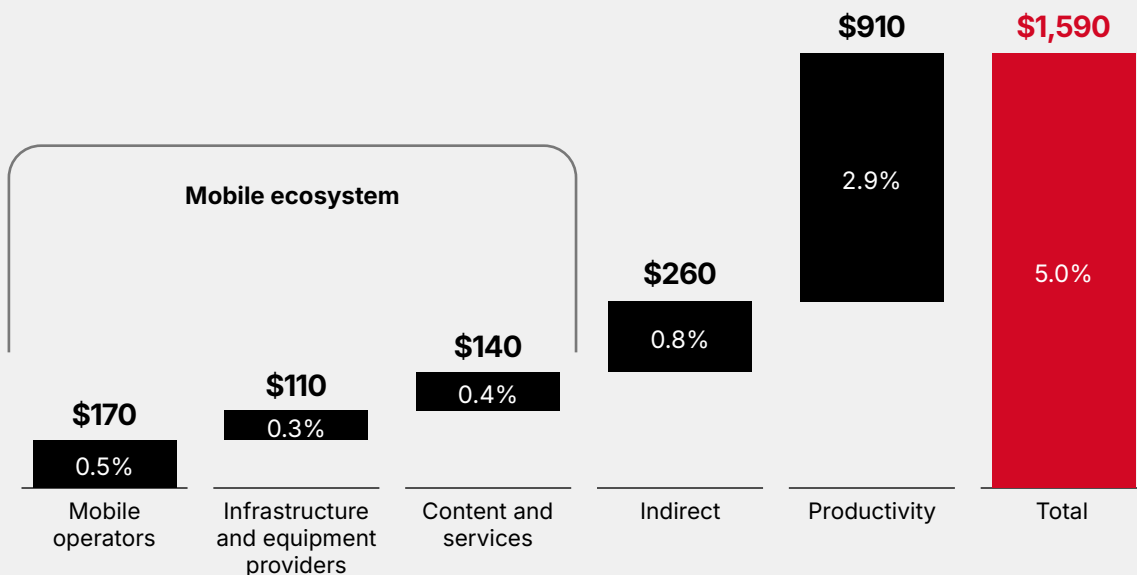 $910
$1,590
2.9%
Mobile ecosystem
$260
5.0%
0.8%
$140
$110
0.4%
$170
0.3%
0.5%
Mobile
operators
Infrastructure
and equipment
providers
Content and
services
Indirect
Productivity
Total